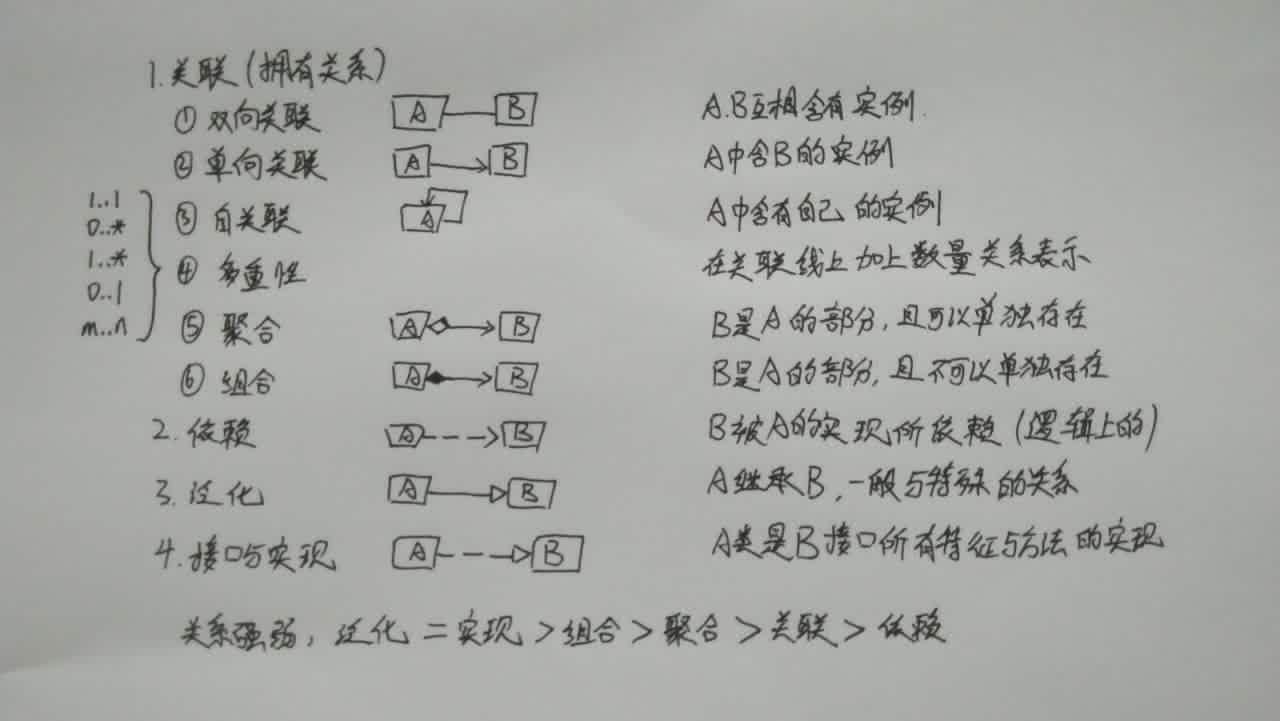 1.关联(拥有关系)
① 双向关联 A B A.B互相含有实例.
② 单向关联 A B A中含B的实例
1..1
③ 自关联 A A中含有自己的实例
0..*
1..*
④ 多重性 在关联线上加上数量关系表示
0..1
m..n
⑤ 聚合 A B B是A的部分,且可以单独存在
⑥ 组合 A B B是A的部分,且不可以单独存在
2.依赖 A B B被A的实现所依赖(逻辑上的)
3.泛化 A B A继承B,一般与特殊的关系
4.接口与实现 A B A类是B接口所有特征与方法的实现
关系强弱,泛化=实现>组合>聚合>关联>依赖